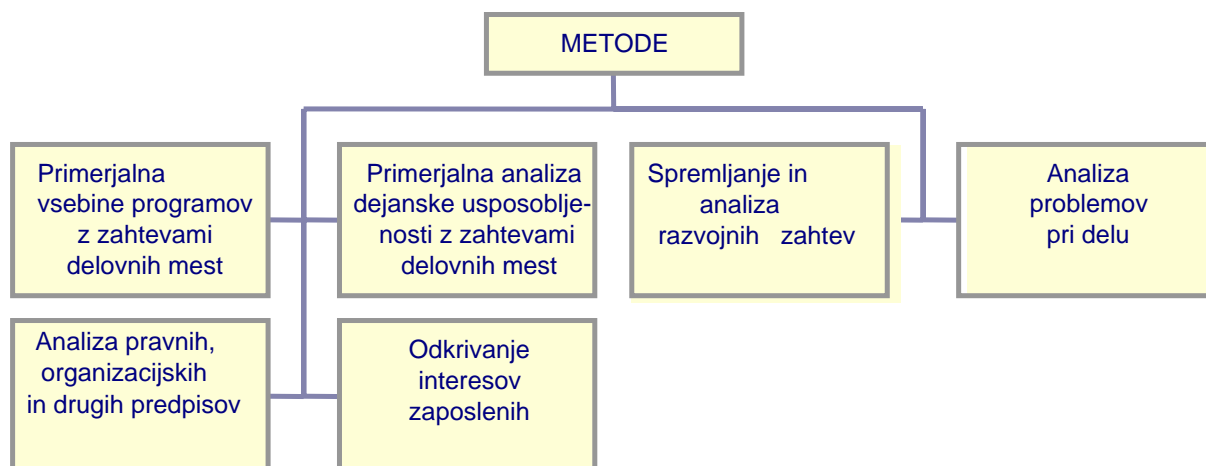 METODE
Primerjalna
vsebine programov
z zahtevami
delovnih mest
Primerjalna analiza
dejanske usposoblje-
nosti z zahtevami
delovnih mest
Spremljanje in
analiza
razvojnih zahtev
Analiza
problemov
pri delu
Analiza pravnih,
organizacijskih
in drugih predpisov
Odkrivanje
interesov
zaposlenih